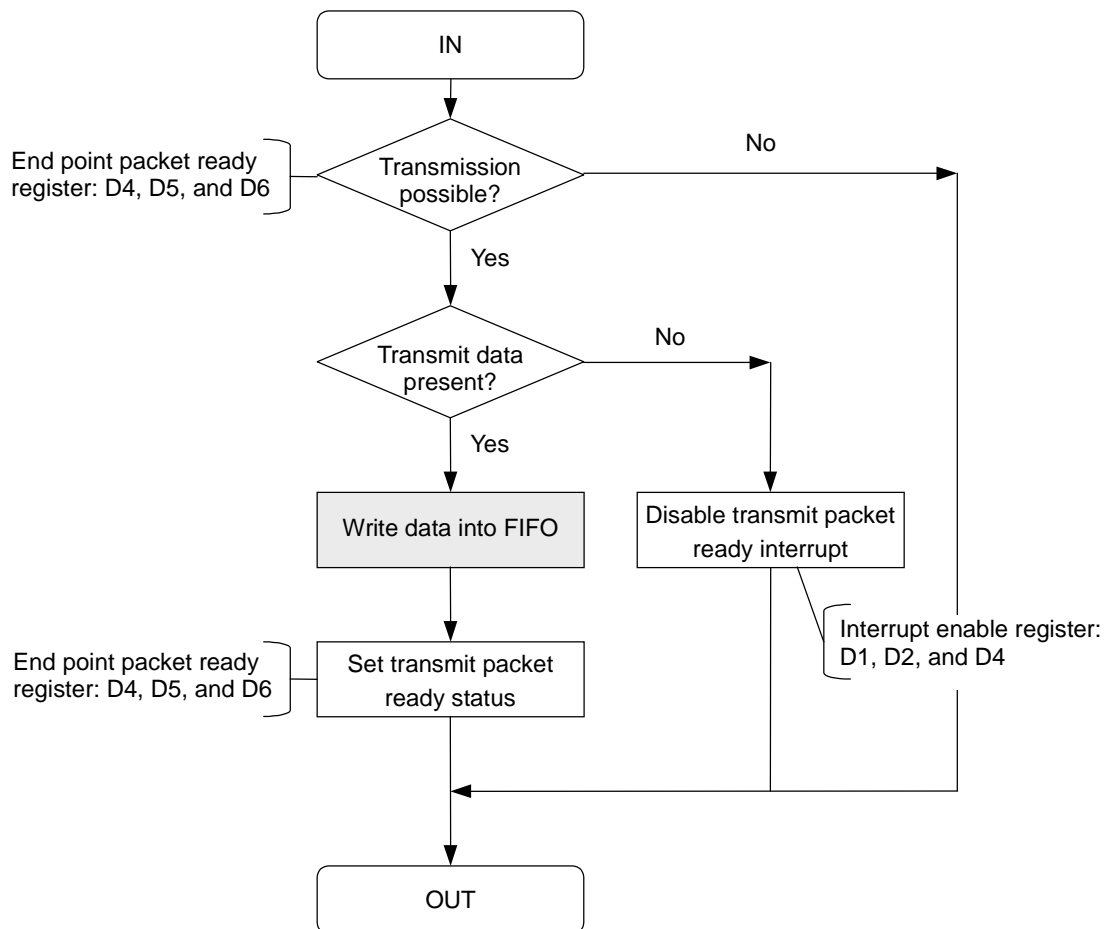 IN
No
End point packet ready
register: D4, D5, and D6
Transmission
possible?
Yes
No
Transmit data
present?
Yes
Write data into FIFO
Disable transmit packet
ready interrupt
Interrupt enable register:
D1, D2, and D4
End point packet ready
register: D4, D5, and D6
Set transmit packet
ready status
OUT